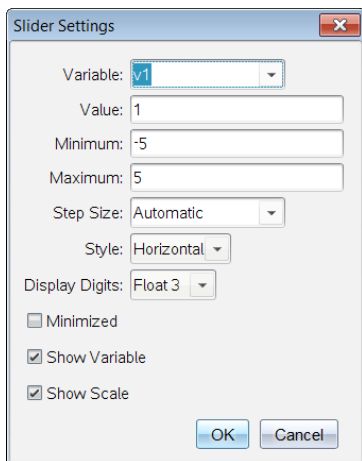 Slider Settings
Variable: v1
Value: 1
Minimum: -5
Maximum: 5
Step Size: Automatic
Style: Horizontal
Display Digits: Float 3
Minimized
Show Variable
Show Scale
OK Cancel